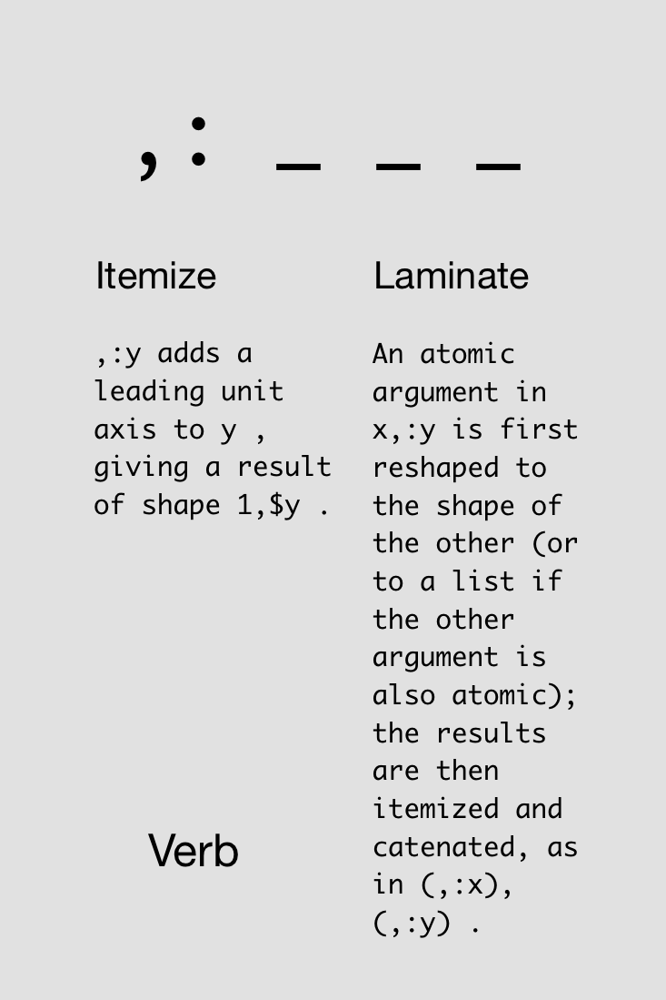 ,: _ _ _
Itemize
,:y adds a
leading unit
axis to y ,
giving a result
of shape 1,$y .
Verb
Laminate
An atomic
argument in
x,:y is first
reshaped to
the shape of
the other (or
to a list if
the other
argument is
also atomic);
the results
are then
itemized and
catenated, as
in (,:x),
(,:y) .